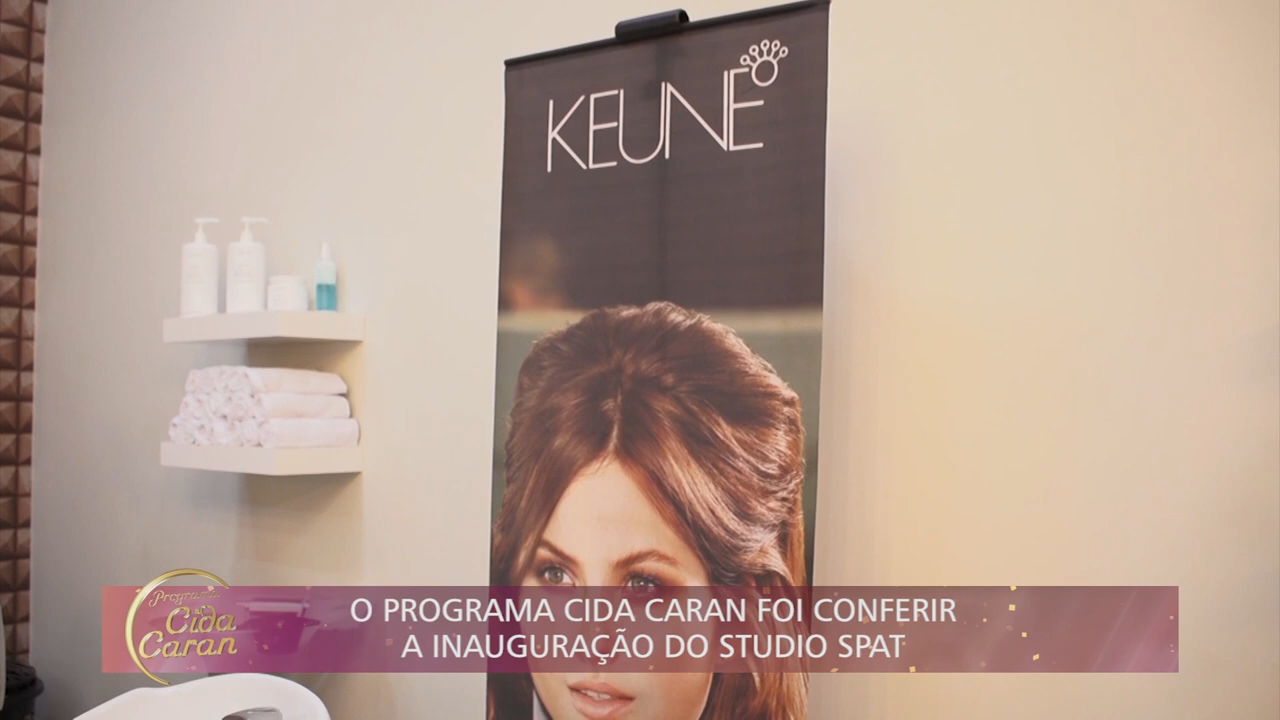 KEUNE
Programa
Cida
Caran
O PROGRAMA CIDA CARAN FOI CONFERIR
A INAUGURAÇÃO DO STUDIO SPAT